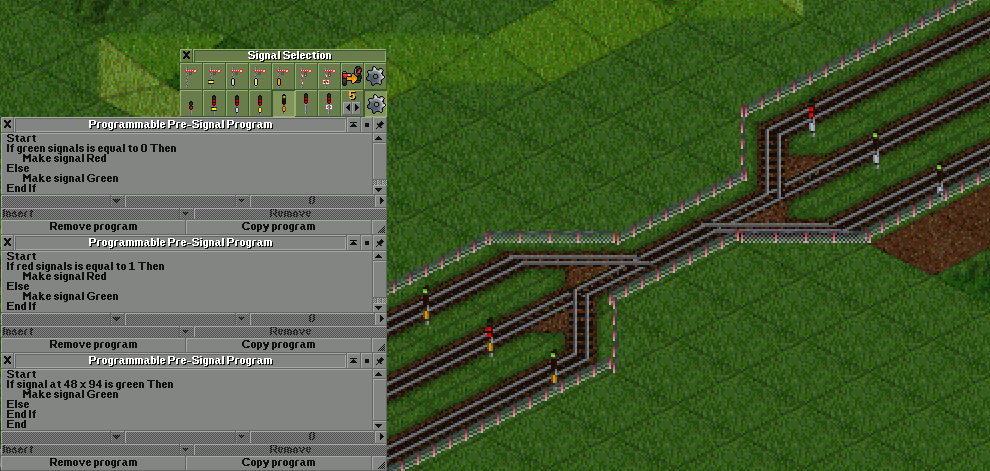 Signal Selection
5
Programmable Pre-Signal Program
Start
If green signals is equal to 0 Then
Make signal Red
Else
Make signal Green
End If
0
Insert
Remove
Remove program
Copy program
Programmable Pre-Signal Program
Start
If red signals is equal to 1 Then
Make signal Red
Else
Make signal Green
End If
0
Insert
Remove
Remove program
Copy program
Programmable Pre-Signal Program
Start
If signal at 48 x 94 is green Then
Make signal Green
Else
End If
End
0
Insert
Remove
Remove program
Copy program